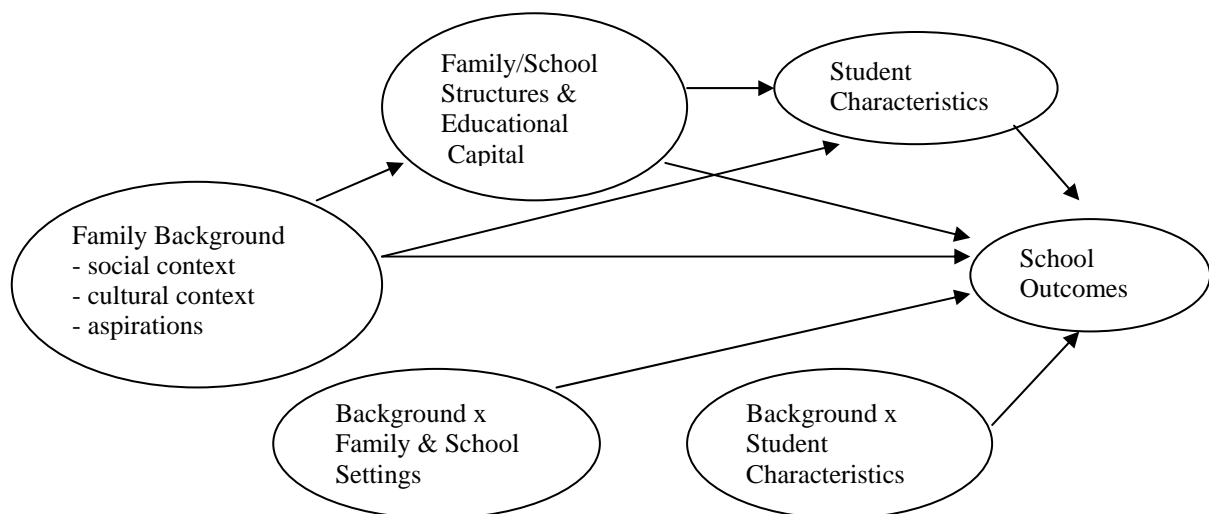 Family/School
Structures &
Educational
Capital
Student
Characteristics
Family Background
- social context
- cultural context
- aspirations
School
Outcomes
Background x
Family & School
Settings
Background x
Student
Characteristics